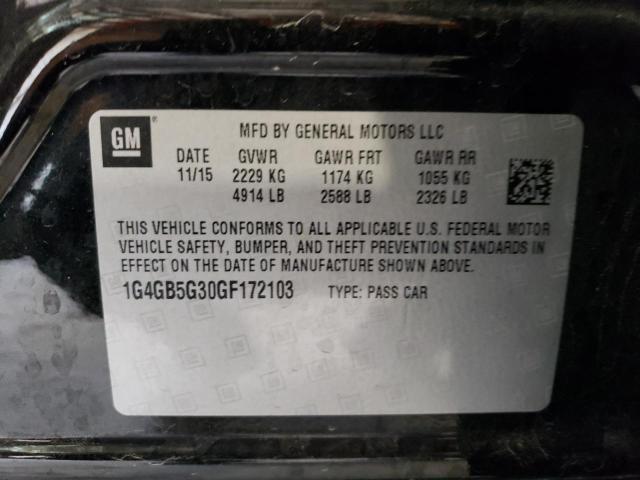 GM ®
MFD BY GENERAL MOTORS LLC
DATE GVWR GAWR FRT GAWR RR
11/15 2229 KG 1174 KG 1055 KG
4914 LB 2588 LB 2326 LB
THIS VEHICLE CONFORMS TO ALL APPLICABLE U.S. FEDERAL MOTOR
VEHICLE SAFETY, BUMPER, AND THEFT PREVENTION STANDARDS IN
EFFECT ON THE DATE OF MANUFACTURE SHOWN ABOVE.
1G4GB5G30GF172103 TYPE: PASS CAR